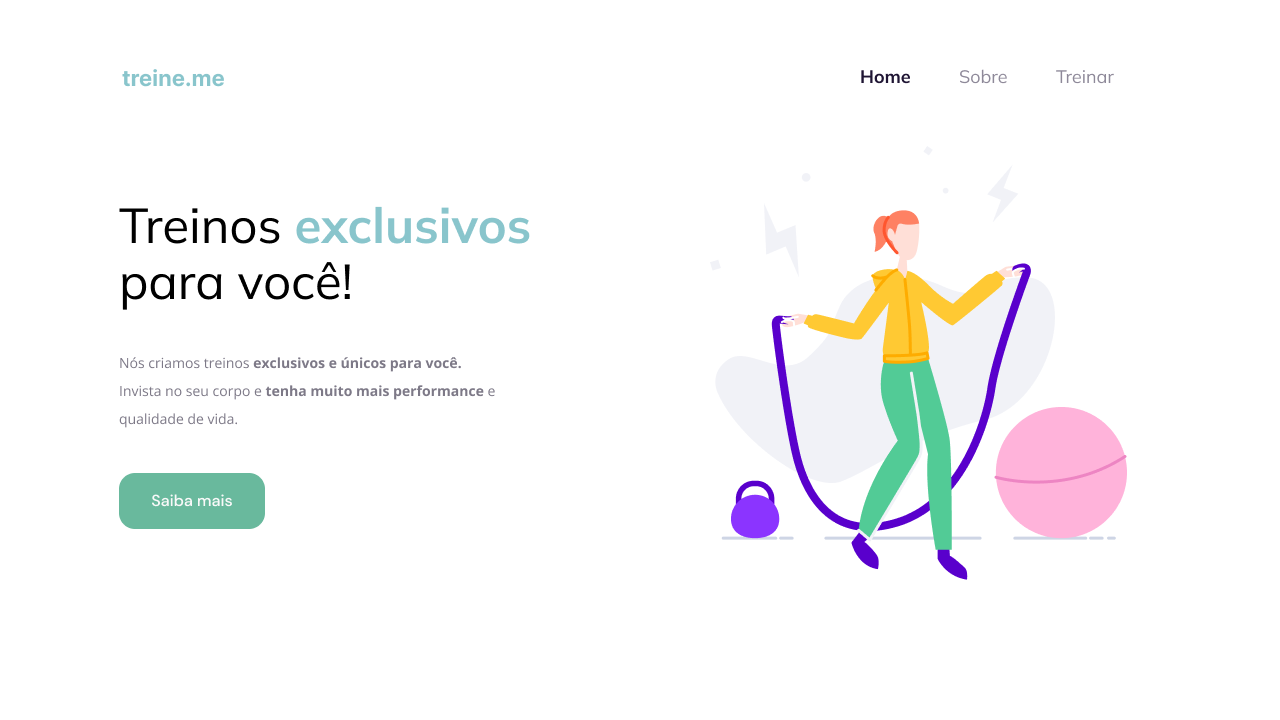 treine.me
Home Sobre Treinar
Treinos exclusivos
para você!
Nós criamos treinos exclusivos e únicos para você.
Invista no seu corpo e tenha muito mais performance e
qualidade de vida.
Saiba mais